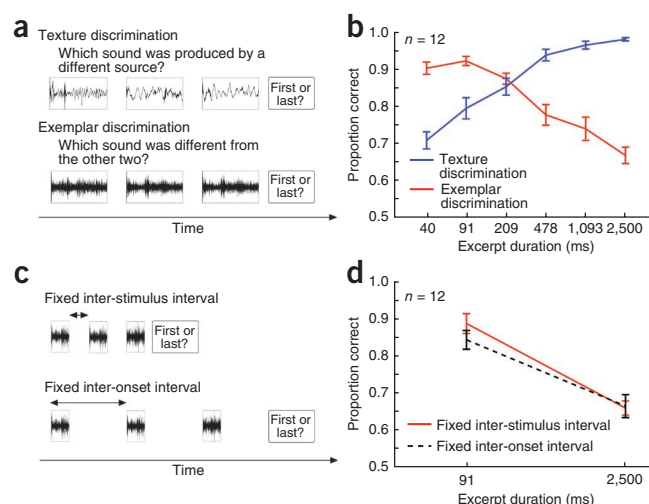 a
Texture discrimination
Which sound was produced by a
different source?
First or
last?
Exemplar discrimination
Which sound was different from
the other two?
First or
last?
Time
b
n = 12
Proportion correct
1.0
0.9
0.8
0.7
0.6
0.5
Texture
discrimination
Exemplar
discrimination
40 91 209 478 1,093 2,500
Excerpt duration (ms)
c
Fixed inter-stimulus interval
First or
last?
Fixed inter-onset interval
First or
last?
Time
d
n = 12
Proportion correct
1.0
0.9
0.8
0.7
0.6
0.5
Fixed inter-stimulus interval
Fixed inter-onset interval
91 2,500
Excerpt duration (ms)